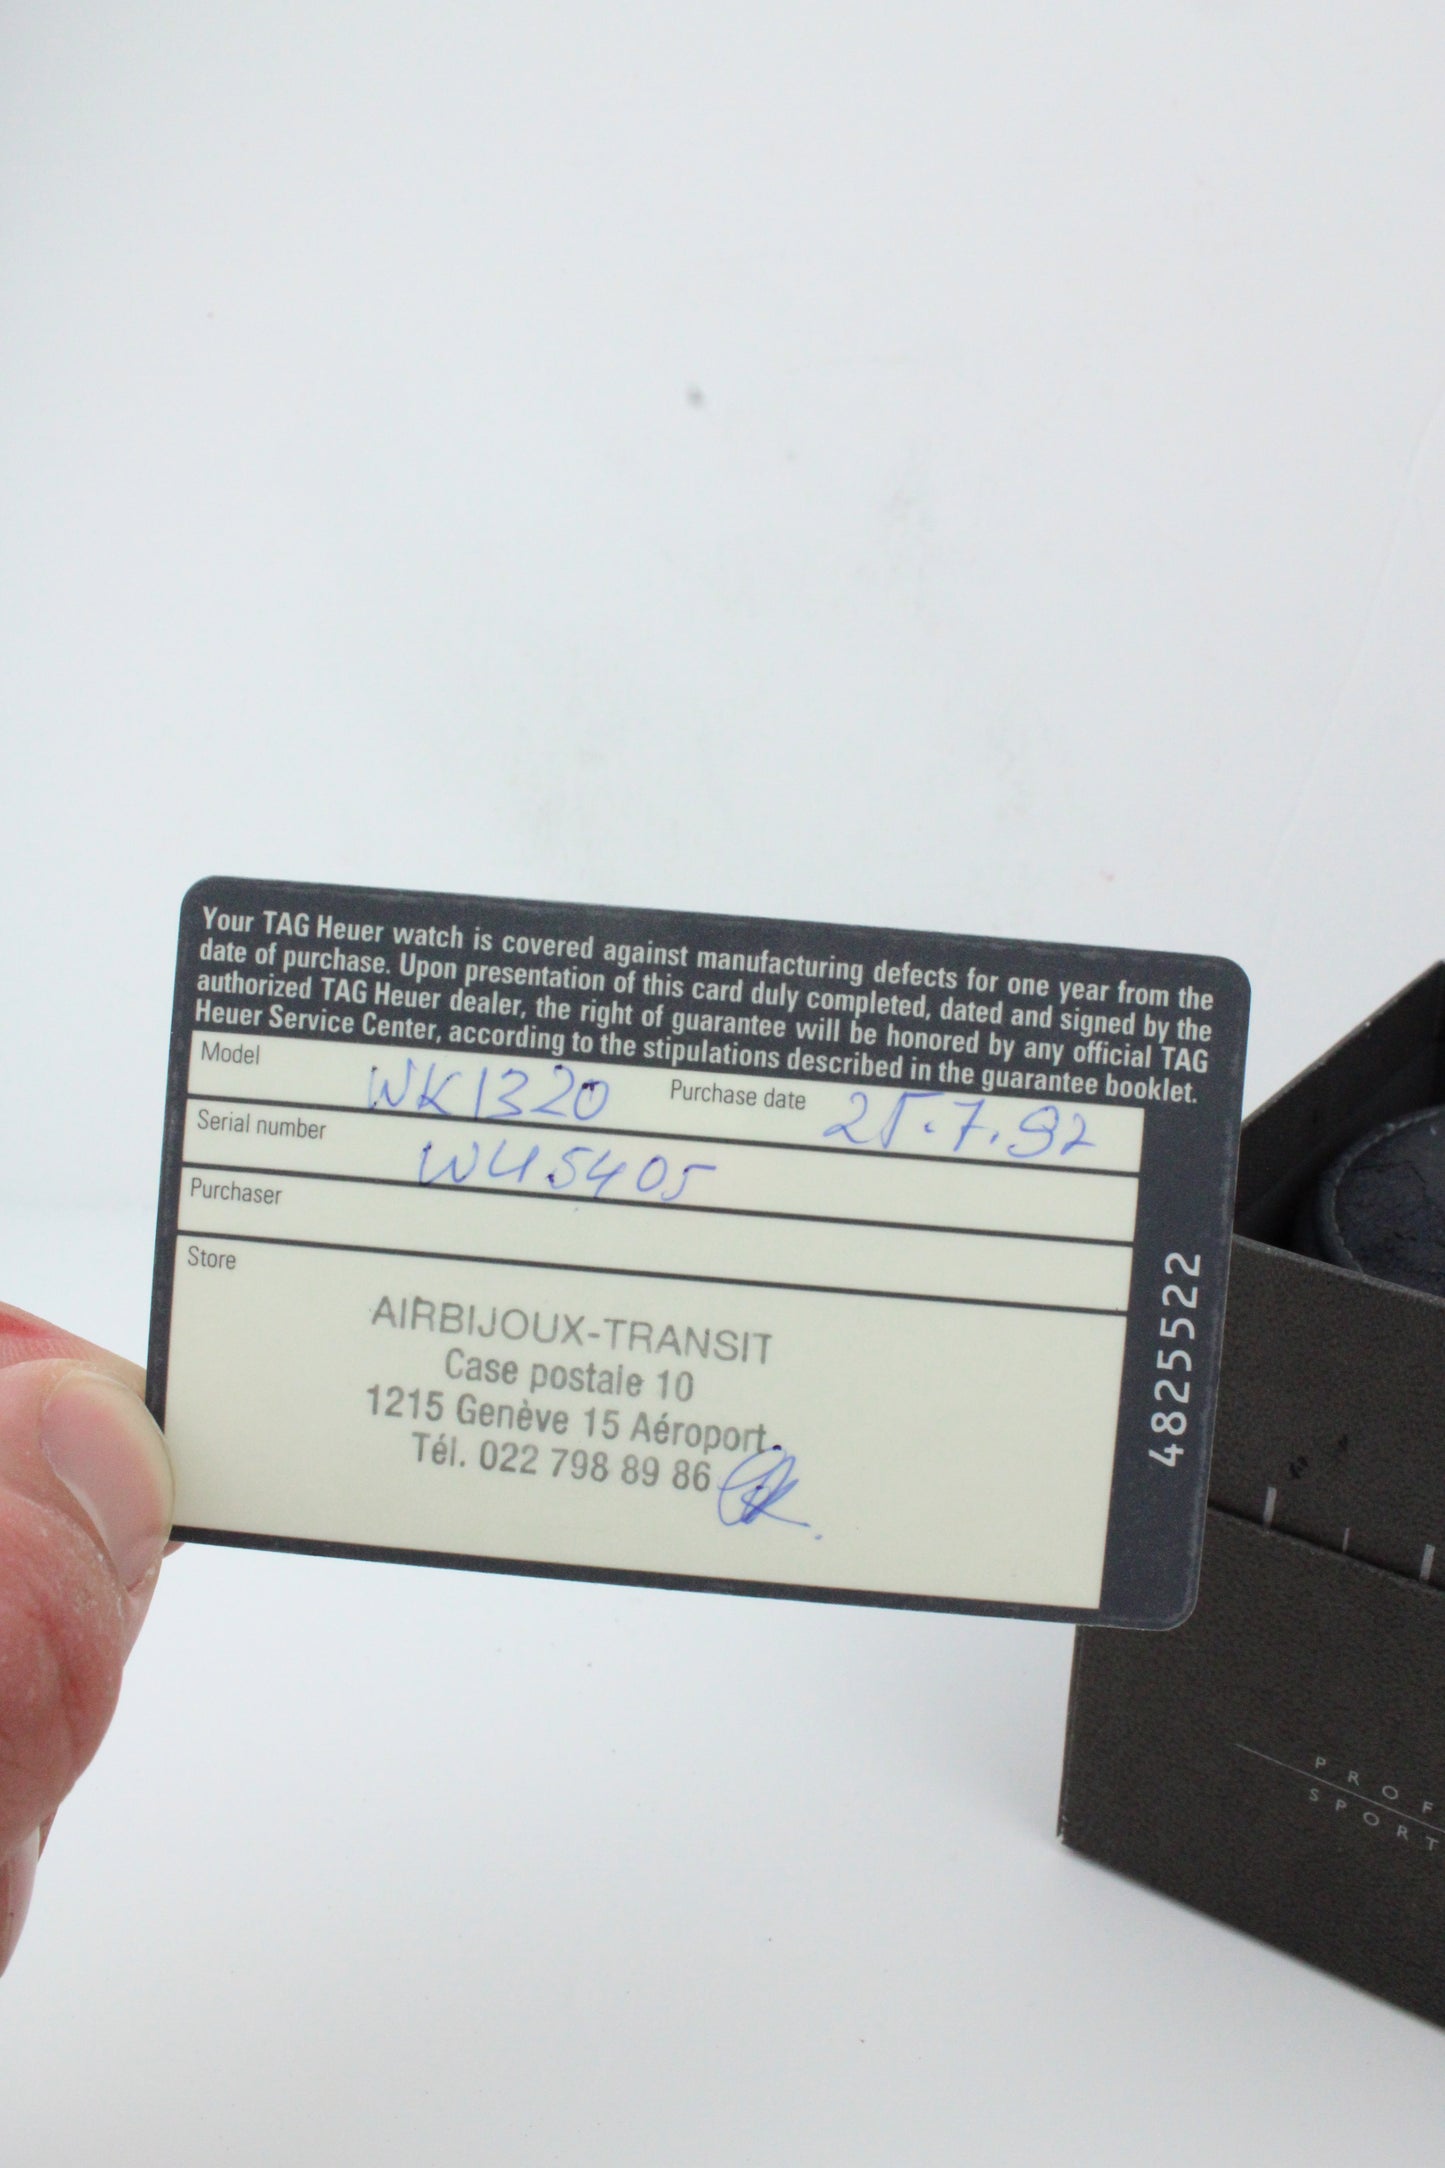 Your TAG Heuer watch is covered against manufacturing defects for one year from the
date of purchase. Upon presentation of this card duly completed, dated and signed by the
authorized TAG Heuer dealer, the right of guarantee will be honored by any official TAG
Heuer Service Center, according to the stipulations described in the guarantee booklet.
Model WK1320 Purchase date 25.7.92
Serial number WU5405
Purchaser
Store
AIRBIJOUX-TRANSIT
Case postale 10
1215 Genève 15 Aéroport
Tél. 022 798 89 86
4825522
PROF
SPORT